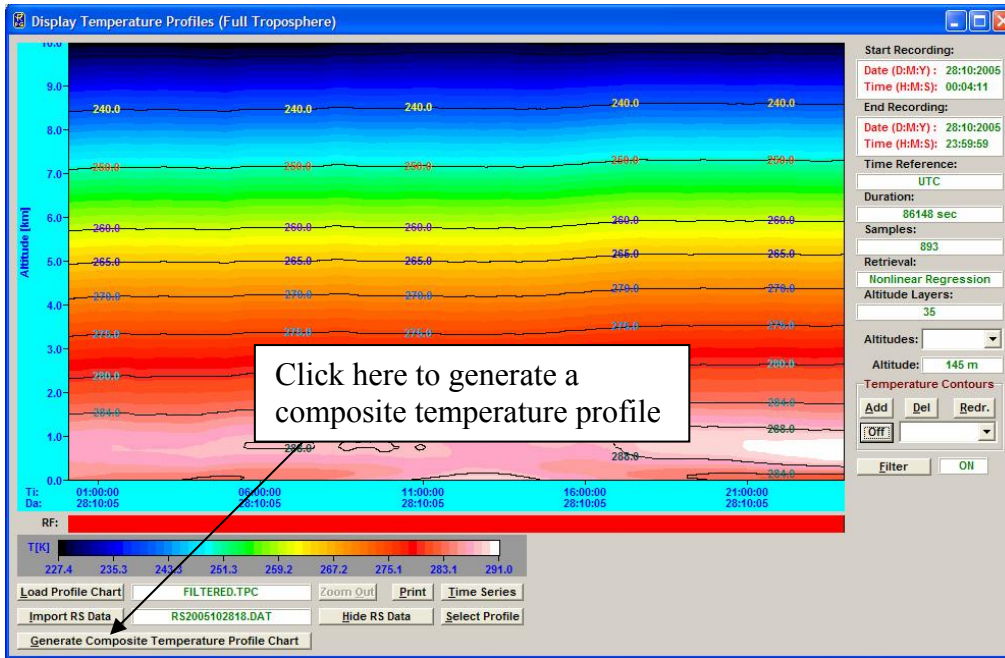 Display Temperature Profiles (Full Troposphere)
10.0
9.0
8.0
7.0
6.0
5.0
4.0
3.0
2.0
1.0
0.0
Altitude [km]
240.0 240.0 240.0 240.0 240.0
250.0 250.0 250.0 250.0 250.0
260.0 260.0 260.0 260.0 260.0
265.0 265.0 265.0 265.0 265.0
270.0 270.0 270.0 270.0 270.0
275.0 275.0 275.0 275.0 275.0
280.0 280.0
284.0 284.0
288.0 288.0
288.0
284.0
Click here to generate a
composite temperature profile
Ti: 01:00:00 06:00:00 11:00:00 16:00:00 21:00:00
Da: 28:10:05 28:10:05 28:10:05 28:10:05 28:10:05
RF:
T[K]
227.4 235.3 243.3 251.3 259.2 267.2 275.1 283.1 291.0
Load Profile Chart FILTERED.TPC Zoom Out Print Time Series
Import RS Data RS2005102818.DAT Hide RS Data Select Profile
Generate Composite Temperature Profile Chart
Start Recording:
Date (D:M:Y) : 28:10:2005
Time (H:M:S): 00:04:11
End Recording:
Date (D:M:Y) : 28:10:2005
Time (H:M:S): 23:59:59
Time Reference:
UTC
Duration:
86148 sec
Samples:
893
Retrieval:
Nonlinear Regression
Altitude Layers:
35
Altitudes:
Altitude: 145 m
Temperature Contours
Add Del Redr.
Off
Filter ON